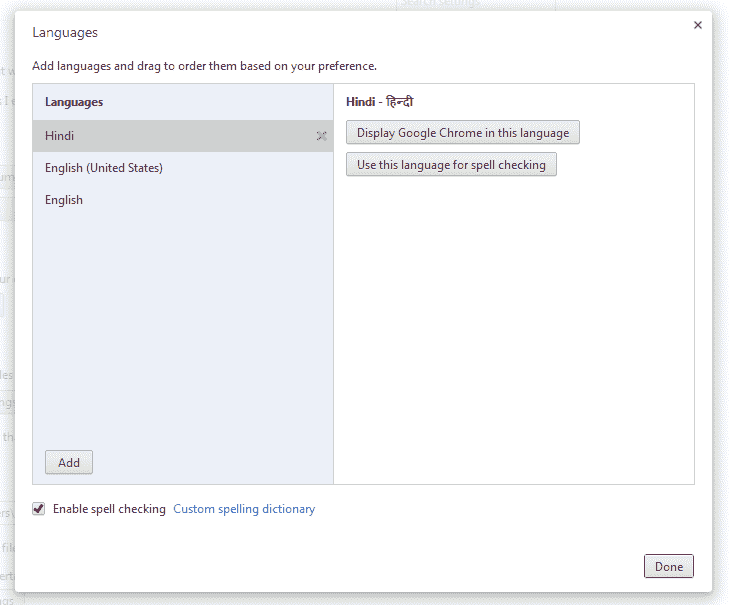 Search settings
Languages
Add languages and drag to order them based on your preference.
Languages
Hindi
English (United States)
English
Add
Hindi - हिन्दी
Display Google Chrome in this language
Use this language for spell checking
Enable spell checking Custom spelling dictionary
Done